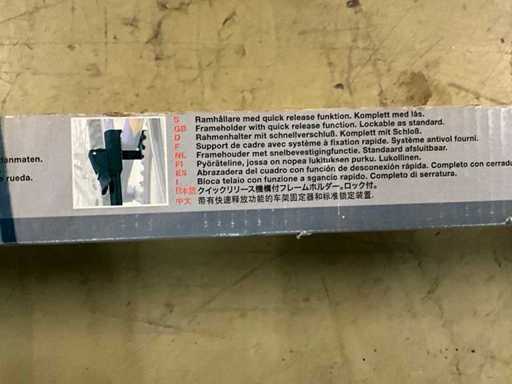 S Ramhållare med quick release funktion. Komplett med lås.
GB Frameholder with quick release function. Lockable as standard.
D Rahmenhalter mit schnellverschluß. Komplett mit Schloß.
F Support de cadre avec système à fixation rapide. Système antivol fourni.
NL Framehouder met snelbevestigingfunctie. Standaard afsluitbaar.
FI Pyöräteline, jossa on nopea lukituksen purku. Lukollinen.
ES Abrazadera del cuadro con función de desconexión rápida. Completo con cerrad
I Bloca telaio con funzione a sgancio rapido. Completo di serratura.
日本語 クイックリリース機構付フレームホルダー。ロック付。
中文 带有快速释放功能的车架固定器和标准锁定装置.
danmaten.
o rueda.